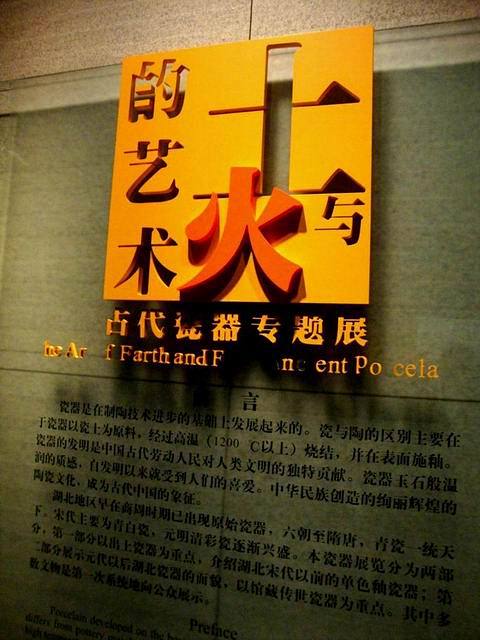 土与火
的艺术
古代瓷器专题展
he Ar f Earth and F nc ent Po cela
言
瓷器是在制陶技术进步的基础上发展起来的。瓷与陶的区别主要在
于瓷器以瓷土为原料，经过高温（1200 ℃以上）烧结，并在表面施釉。
瓷器的发明是中国古代劳动人民对人类文明的独特贡献。瓷器玉石般温
润的质感，自发明以来就受到人们的喜爱。中华民族创造的绚丽辉煌的
陶瓷文化，成为古代中国的象征。
湖北地区早在商周时期已出现原始瓷器，六朝至隋唐，青瓷一统天
下。宋代主要为青白瓷，元明清彩瓷逐渐兴盛。本瓷器展览分为两部
分，第一部分以出土瓷器为重点，介绍湖北宋代以前的单色釉瓷器；第
二部分展示元代以后湖北瓷器的面貌，以馆藏传世瓷器为重点。其中多
数文物是第一次系统地向公众展示。
Preface
Porcelain developed on the ba
differs from pottery
high